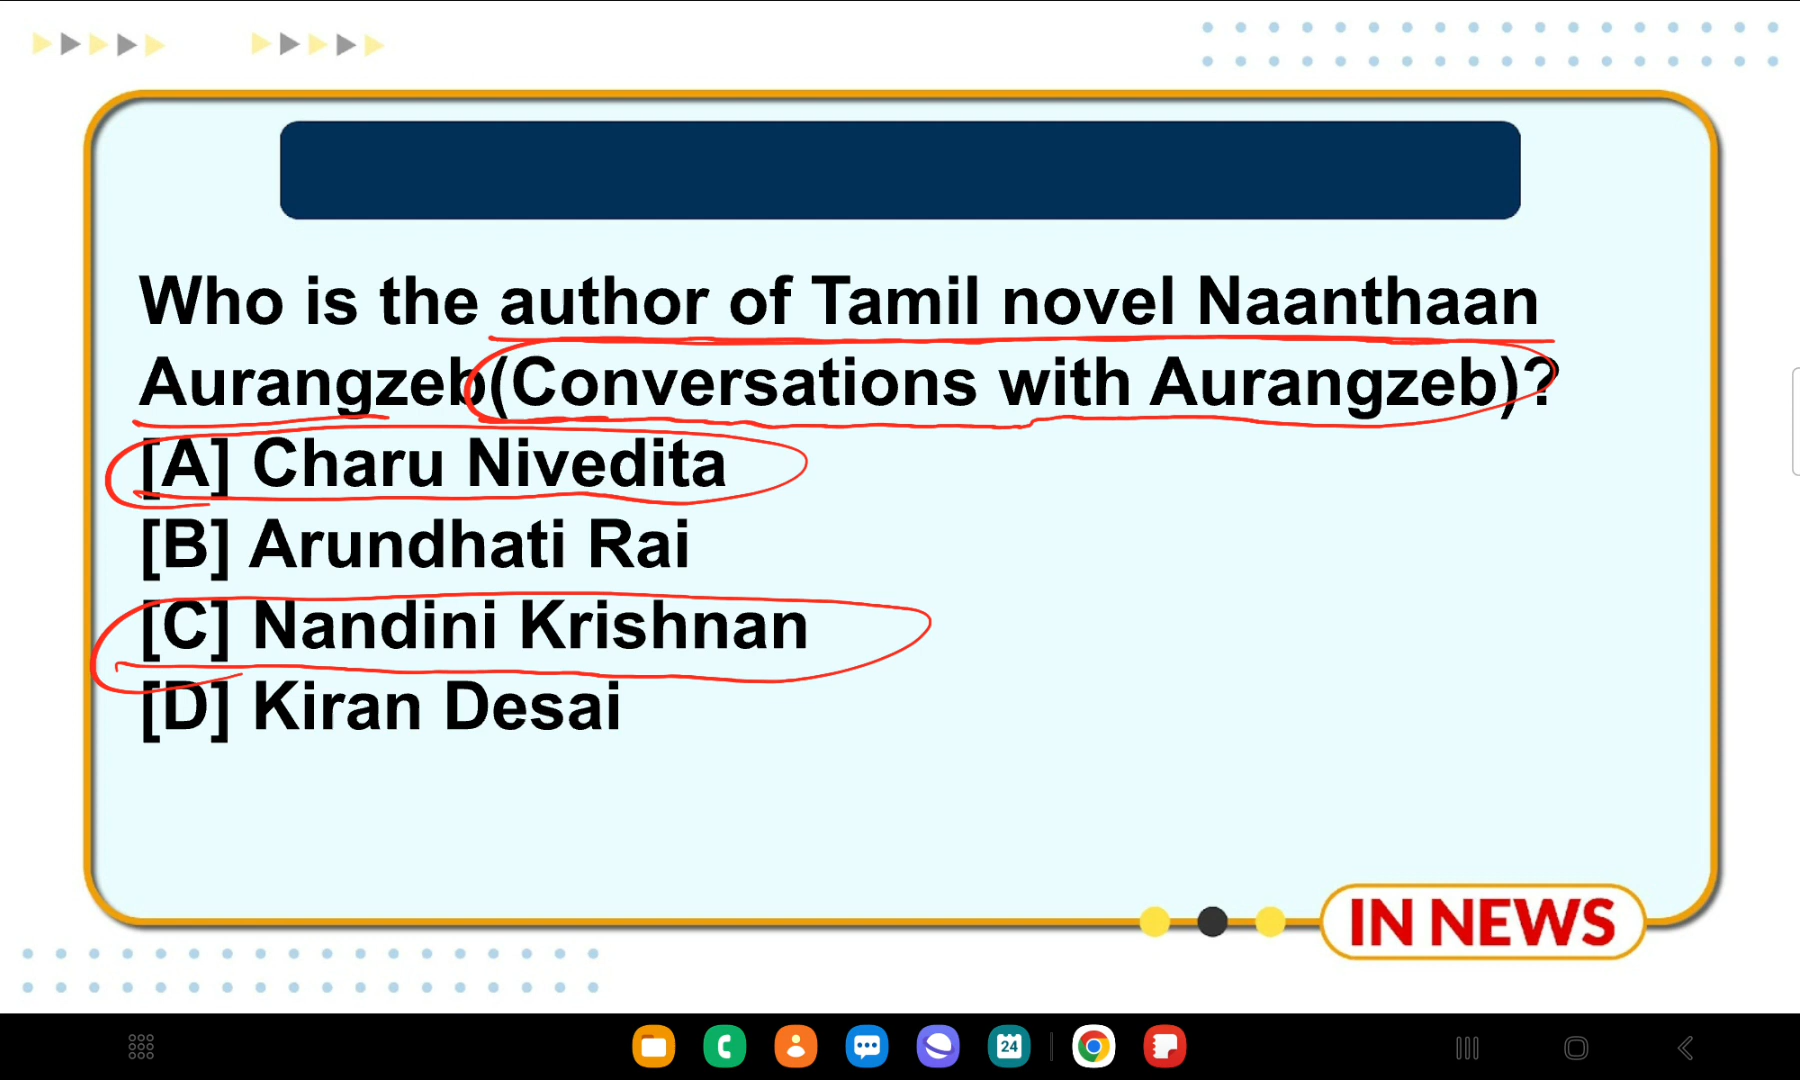 Who is the author of Tamil novel Naanthaan
Aurangzeb(Conversations with Aurangzeb)?
[A] Charu Nivedita
[B] Arundhati Rai
[C] Nandini Krishnan
[D] Kiran Desai
IN NEWS
24